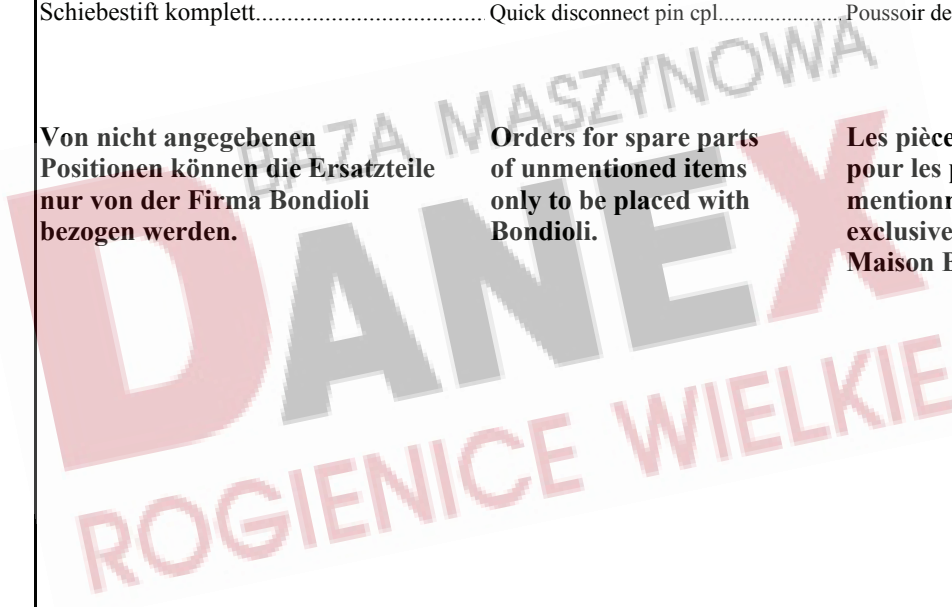 Schiebestift komplett................................. Quick disconnect pin cpl......................Poussoir de
Von nicht angegebenen
Positionen können die Ersatzteile
nur von der Firma Bondioli
bezogen werden.
Orders for spare parts
of unmentioned items
only to be placed with
Bondioli.
Les pièce
pour les
mentionn
exclusive
Maison
BAZA MASZYNOWA
DANEX
ROGIENICE WIELKIE